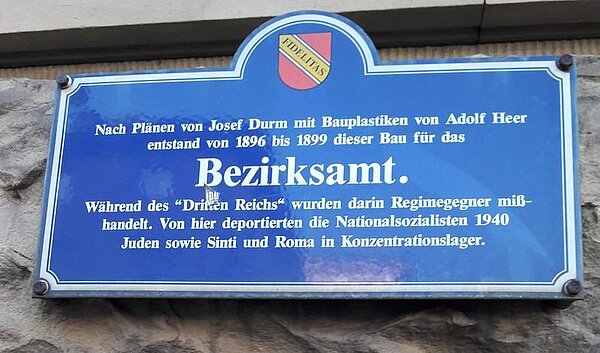 FIDELITAS
Nach Plänen von Josef Durm mit Bauplastiken von Adolf Heer
entstand von 1896 bis 1899 dieser Bau für das
Bezirksamt.
Während des "Dritten Reichs" wurden darin Regimegegner miß-
handelt. Von hier deportierten die Nationalsozialisten 1940
Juden sowie Sinti und Roma in Konzentrationslager.